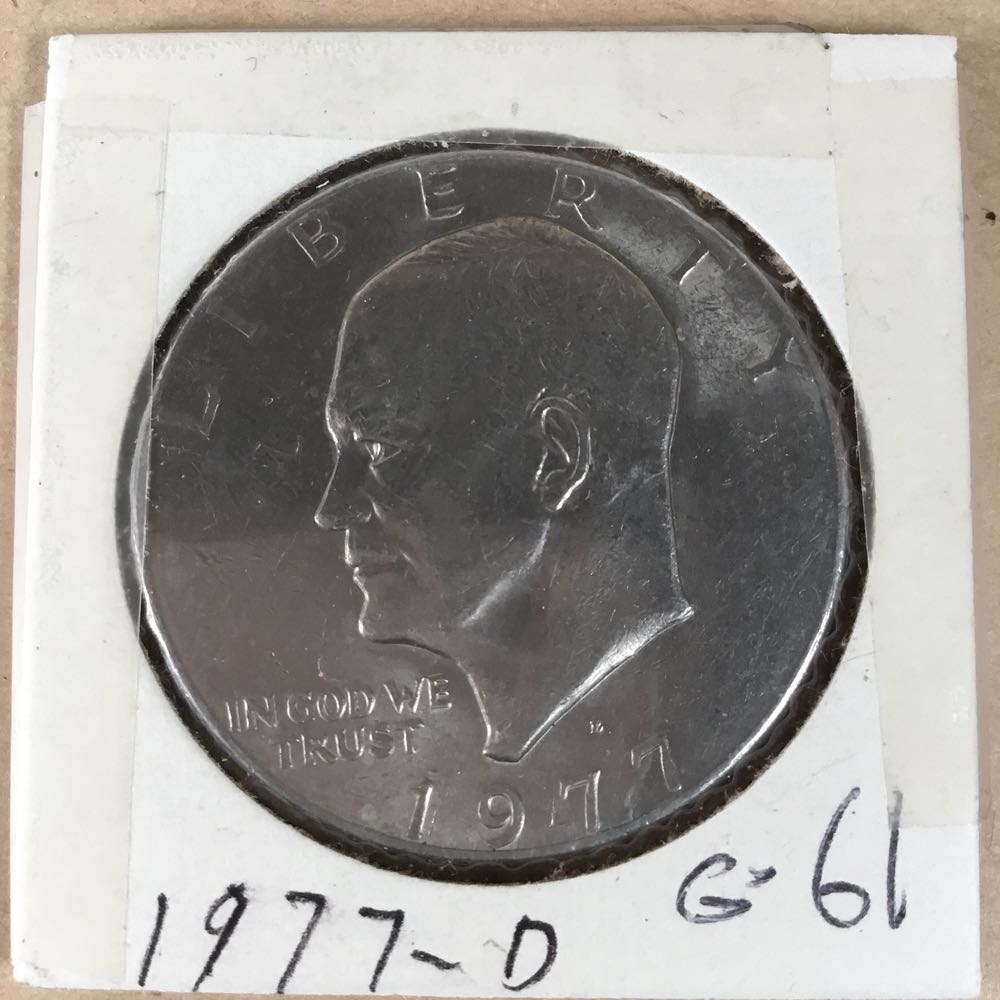 LIBERTY
IN GOD WE
TRUST
1977
G-61
1977-D